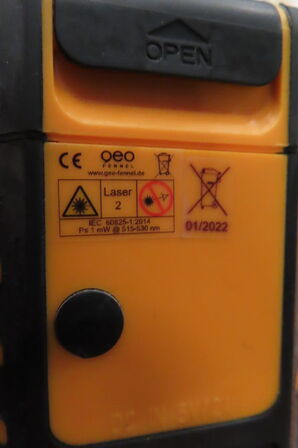 OPEN
CE geo
FENNEL
www.geo-fennel.de
Laser
2
IEC 60825-1:2014
P≤ 1 mW @ 515-530 nm
01/2022